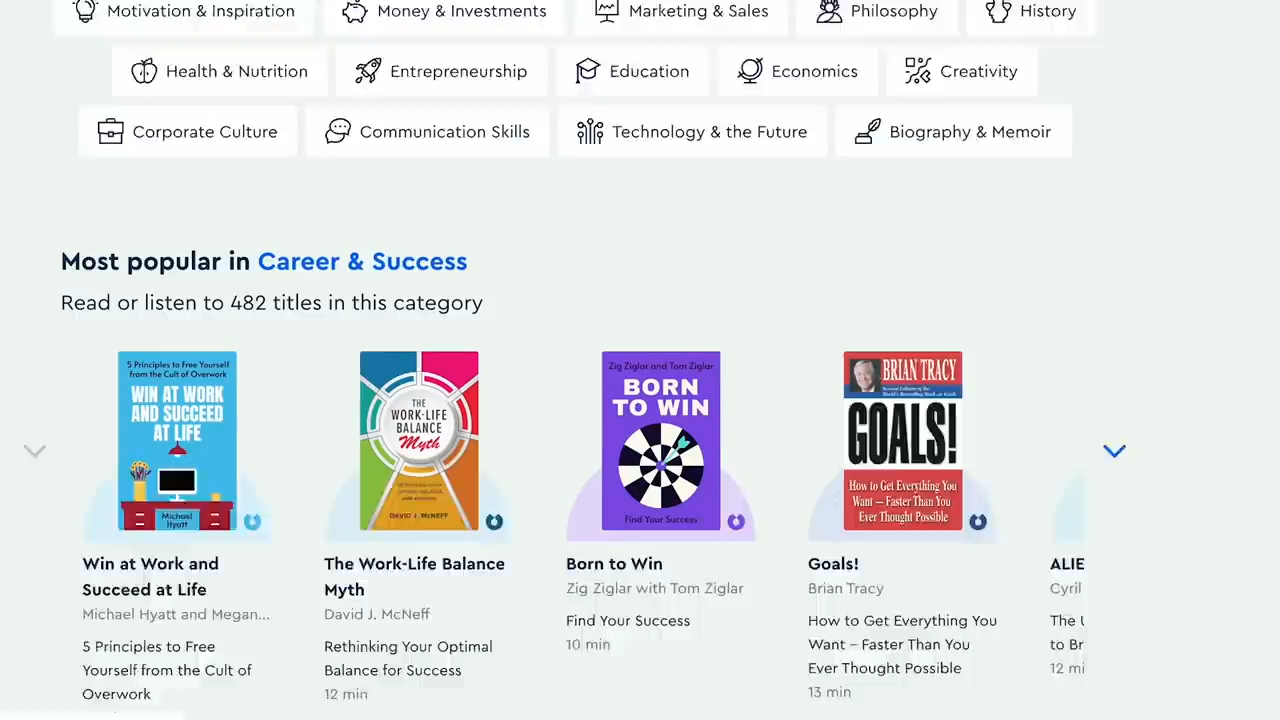 Motivation & Inspiration Money & Investments Marketing & Sales Philosophy History
Health & Nutrition Entrepreneurship Education Economics Creativity
Corporate Culture Communication Skills Technology & the Future Biography & Memoir
Most popular in Career & Success
Read or listen to 482 titles in this category
5 Principles to Free Yourself
from the Cult of Overwork
WIN AT WORK
AND SUCCEED
AT LIFE
Michael
Hyatt
THE
WORK-LIFE
BALANCE
Myth
DAVID J. McNEFF
Zig Ziglar and Tom Ziglar
BORN
TO WIN
Find Your Success
BRIAN TRACY
GOALS!
How to Get Everything You
Want — Faster Than You
Ever Thought Possible
Win at Work and
Succeed at Life
Michael Hyatt and Megan...
5 Principles to Free
Yourself from the Cult of
Overwork
The Work-Life Balance
Myth
David J. McNeff
Rethinking Your Optimal
Balance for Success
12 min
Born to Win
Zig Ziglar with Tom Ziglar
Find Your Success
10 min
Goals!
Brian Tracy
How to Get Everything You
Want – Faster Than You
Ever Thought Possible
13 min
ALIE
Cyril
The U
to Br
12 mi